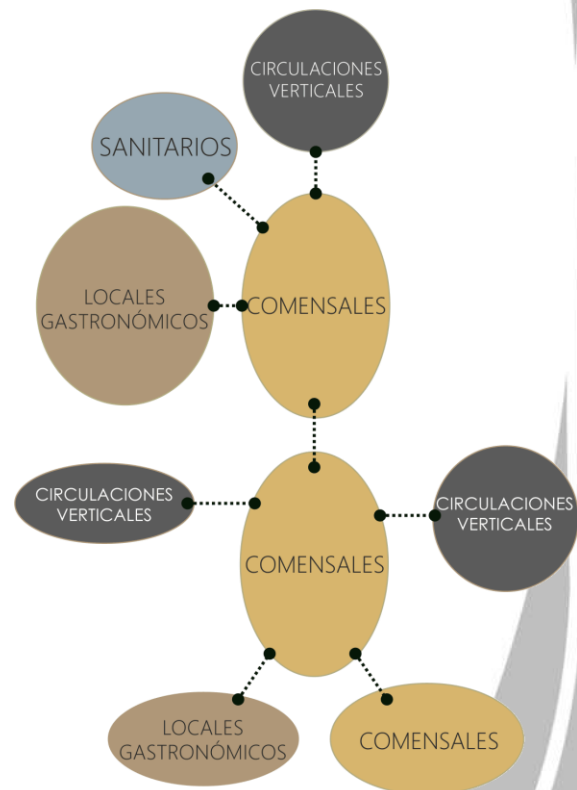 CIRCULACIONES
VERTICALES
SANITARIOS
LOCALES
GASTRONÓMICOS
COMENSALES
CIRCULACIONES
VERTICALES
CIRCULACIONES
VERTICALES
COMENSALES
LOCALES
GASTRONÓMICOS
COMENSALES